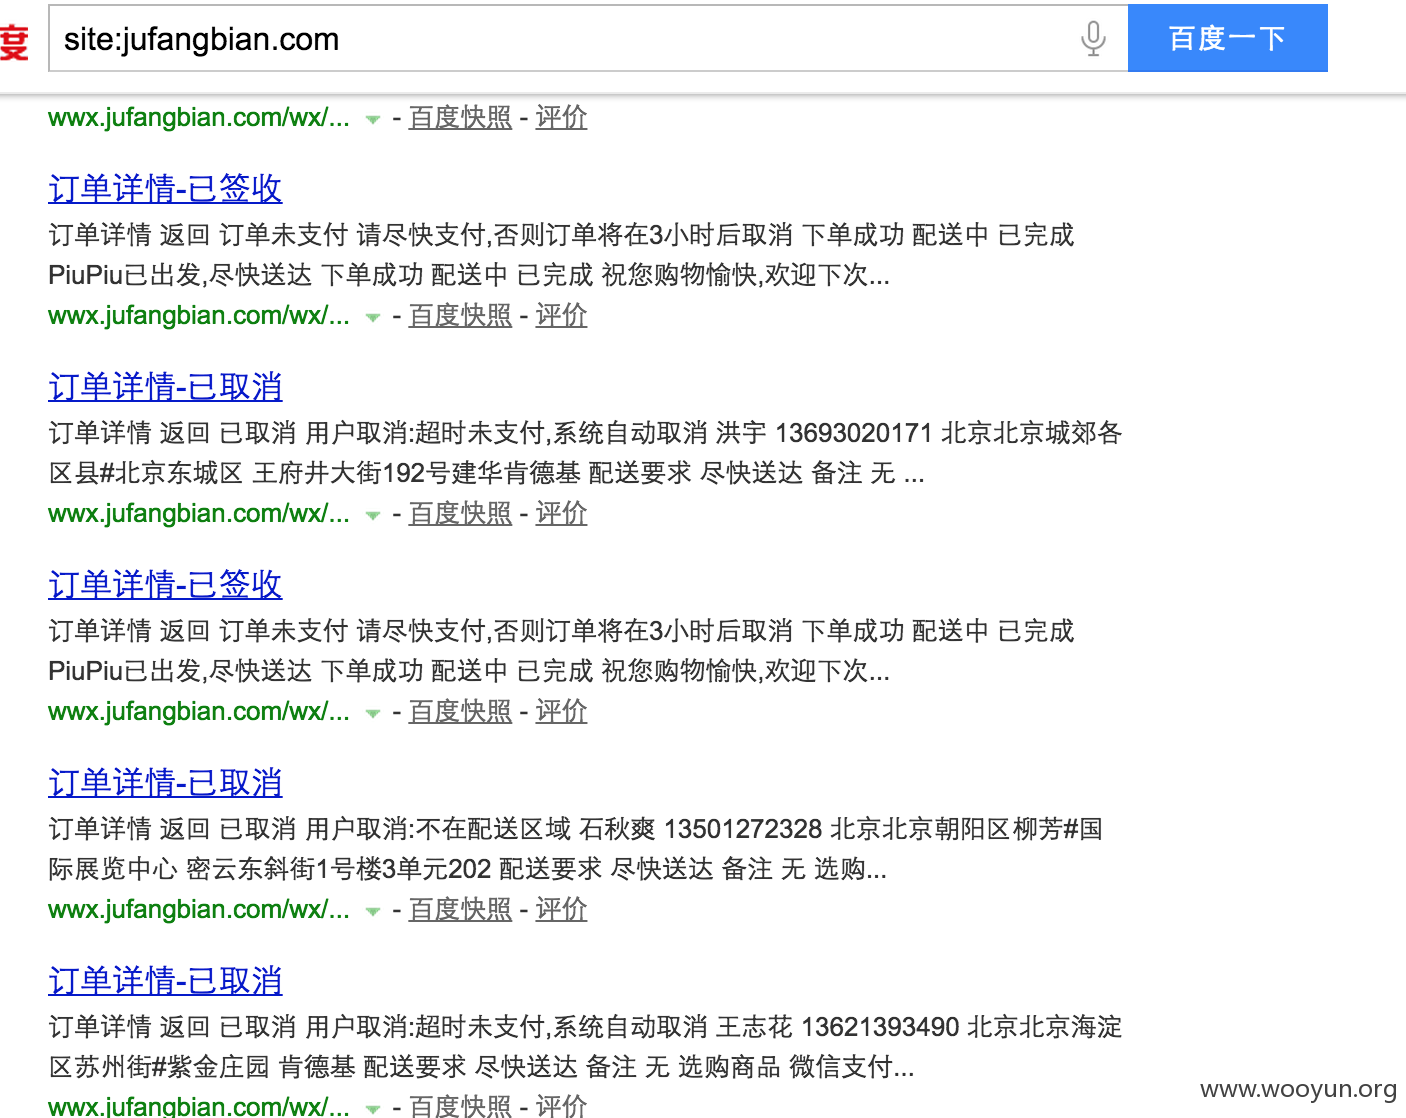 度
site:jufangbian.com
百度一下
wwx.jufangbian.com/wx/... - 百度快照 - 评价
订单详情-已签收
订单详情 返回 订单未支付 请尽快支付,否则订单将在3小时后取消 下单成功 配送中 已完成
PiuPiu已出发,尽快送达 下单成功 配送中 已完成 祝您购物愉快,欢迎下次...
wwx.jufangbian.com/wx/... - 百度快照 - 评价
订单详情-已取消
订单详情 返回 已取消 用户取消:超时未支付,系统自动取消 洪宇 13693020171 北京北京城郊各
区县#北京东城区 王府井大街192号建华肯德基 配送要求 尽快送达 备注 无 ...
wwx.jufangbian.com/wx/... - 百度快照 - 评价
订单详情-已签收
订单详情 返回 订单未支付 请尽快支付,否则订单将在3小时后取消 下单成功 配送中 已完成
PiuPiu已出发,尽快送达 下单成功 配送中 已完成 祝您购物愉快,欢迎下次...
wwx.jufangbian.com/wx/... - 百度快照 - 评价
订单详情-已取消
订单详情 返回 已取消 用户取消:不在配送区域 石秋爽 13501272328 北京北京朝阳区柳芳#国
际展览中心 密云东斜街1号楼3单元202 配送要求 尽快送达 备注 无 选购...
wwx.jufangbian.com/wx/... - 百度快照 - 评价
订单详情-已取消
订单详情 返回 已取消 用户取消:超时未支付,系统自动取消 王志花 13621393490 北京北京海淀
区苏州街#紫金庄园 肯德基 配送要求 尽快送达 备注 无 选购商品 微信支付...
wwx.jufangbian.com/wx/... - 百度快照 - 评价
www.wooyun.org